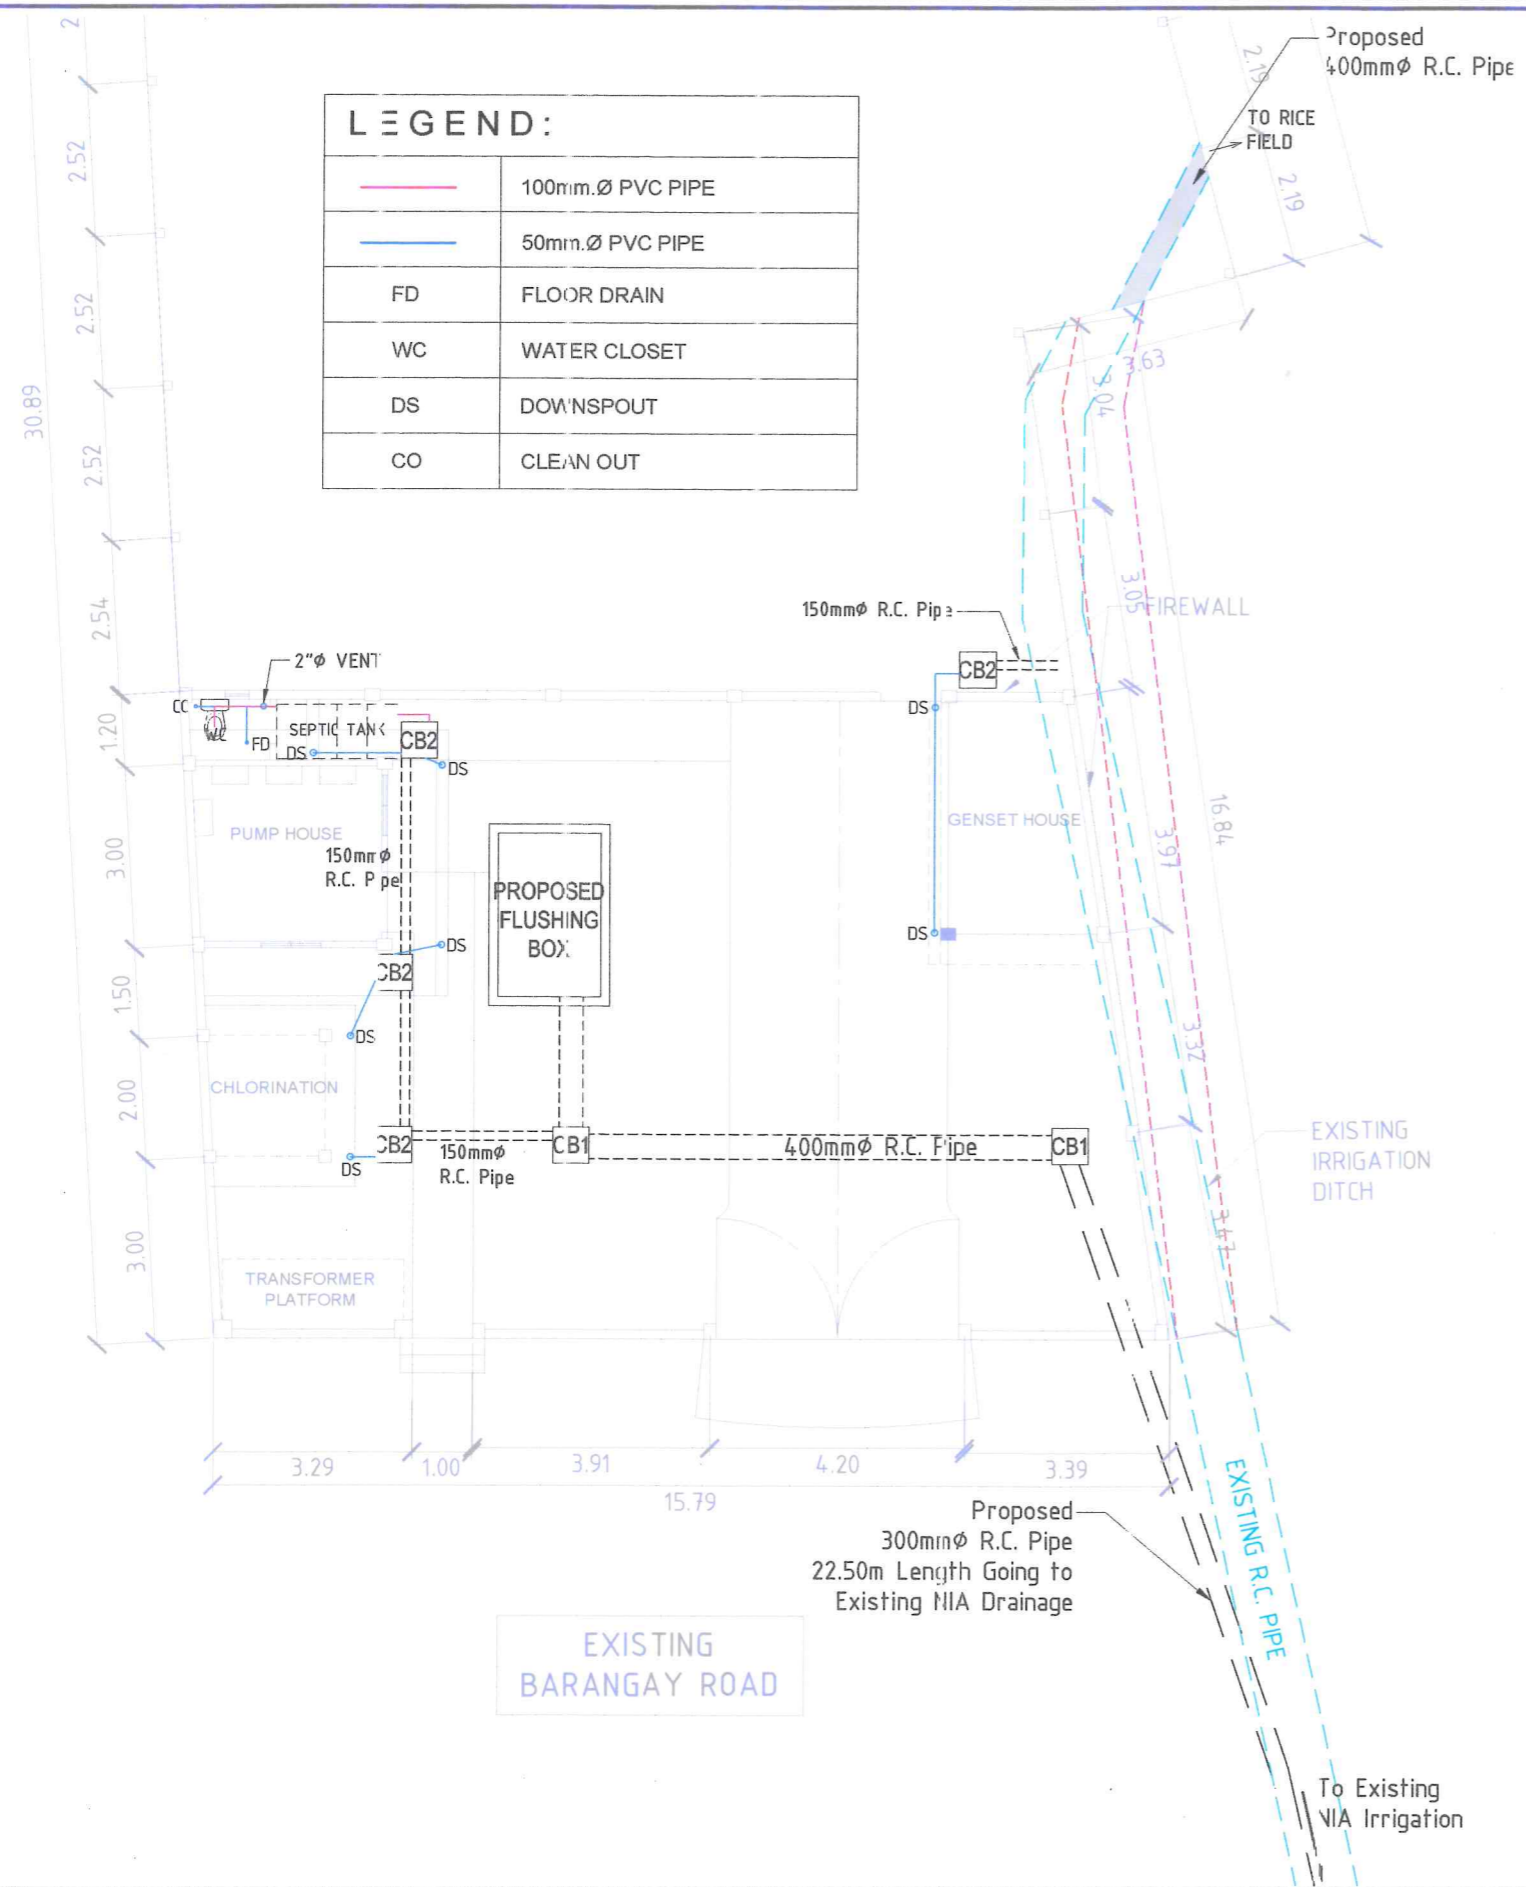 Proposed
400mmØ R.C. Pipe
TO RICE
FIELD
2.19
2.19
LEGEND:
100mm.Ø PVC PIPE
50mm.Ø PVC PIPE
FD FLOOR DRAIN
WC WATER CLOSET
DS DOWNSPOUT
CO CLEAN OUT
2
2.52
2.52
2.52
30.89
2.54
1.20
3.00
1.50
2.00
3.00
3.63
3.04
3.05
FIREWALL
16.84
3.97
3.32
3.47
150mmØ R.C. Pipe
CB2
DS
GENSET HOUSE
DS
2"Ø VENT
WC
FD
SEPTIC TANK
DS
CB2
DS
PUMP HOUSE
150mmØ
R.C. Pipe
PROPOSED
FLUSHING
BOX
DS
CB2
DS
CHLORINATION
CB2
DS
150mmØ
R.C. Pipe
CB1
400mmØ R.C. Pipe
CB1
EXISTING
IRRIGATION
DITCH
TRANSFORMER
PLATFORM
3.29
1.00
3.91
4.20
3.39
15.79
Proposed
300mmØ R.C. Pipe
22.50m Length Going to
Existing NIA Drainage
EXISTING R.C. PIPE
EXISTING
BARANGAY ROAD
To Existing
NIA Irrigation